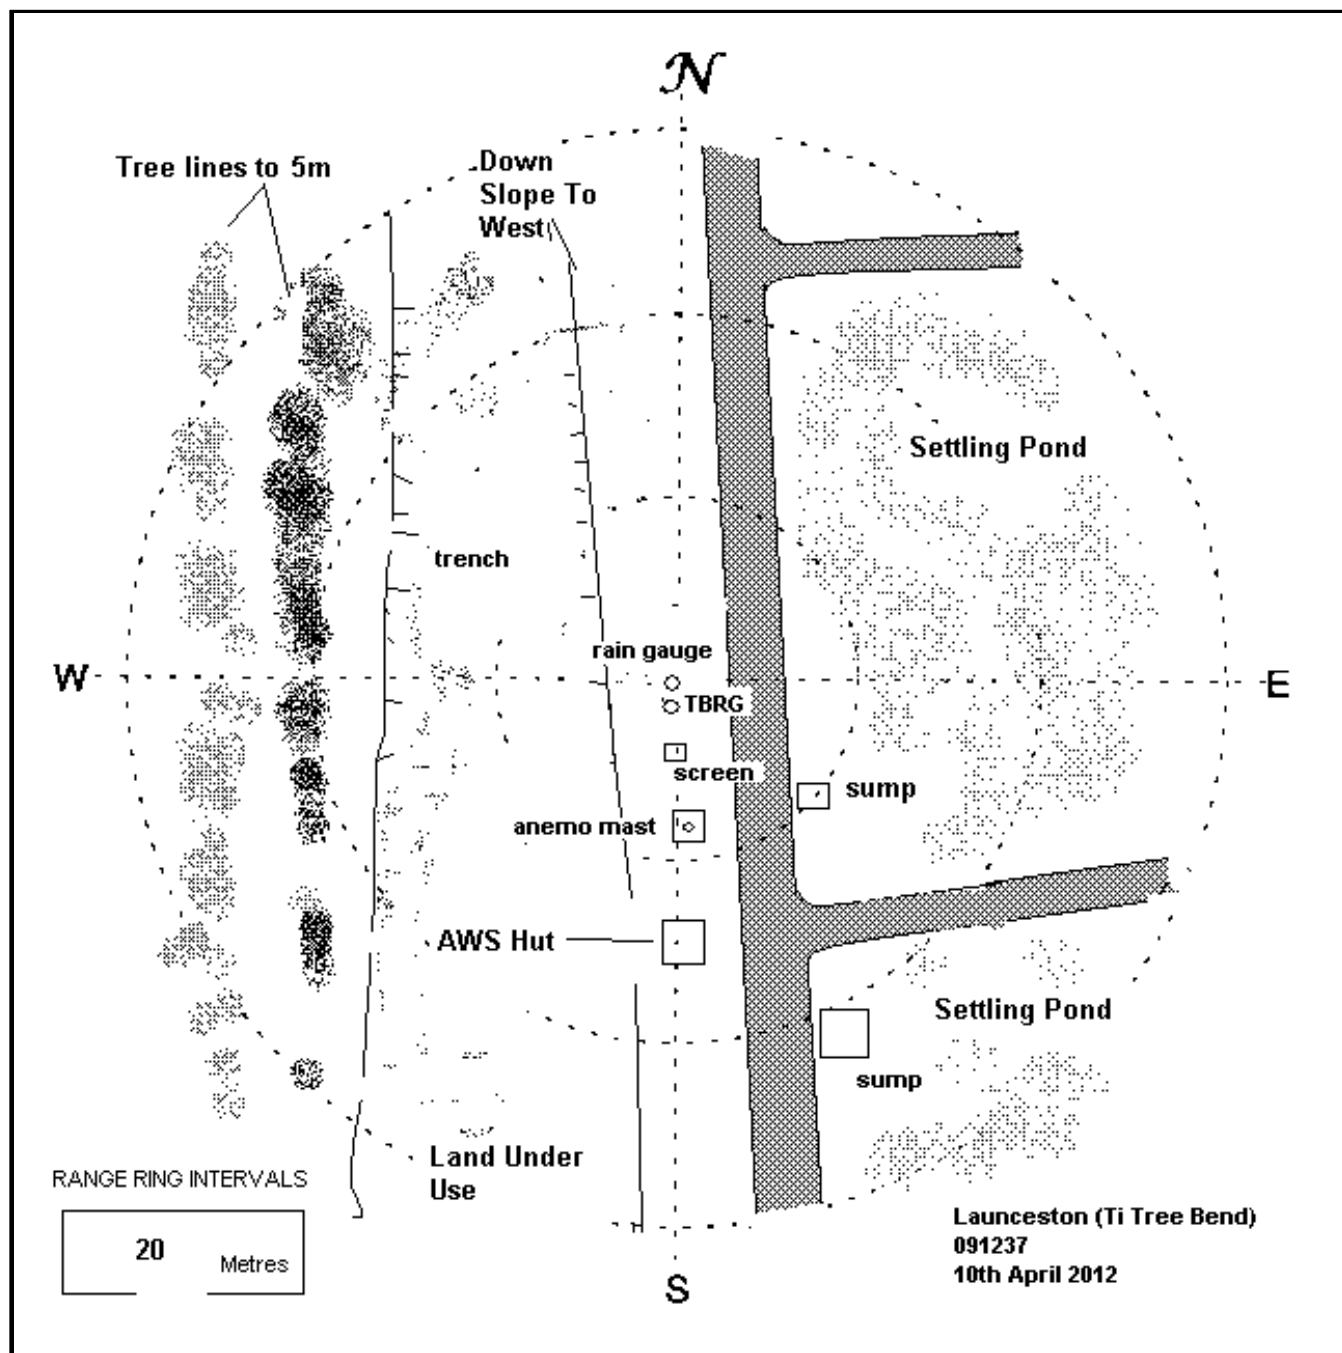 N
Tree lines to 5m
Down
Slope To
West
Settling Pond
trench
rain gauge
W
E
TBRG
screen
sump
anemo mast
AWS Hut
Settling Pond
sump
Land Under
Use
RANGE RING INTERVALS
20
Metres
Launceston (Ti Tree Bend)
091237
10th April 2012
S